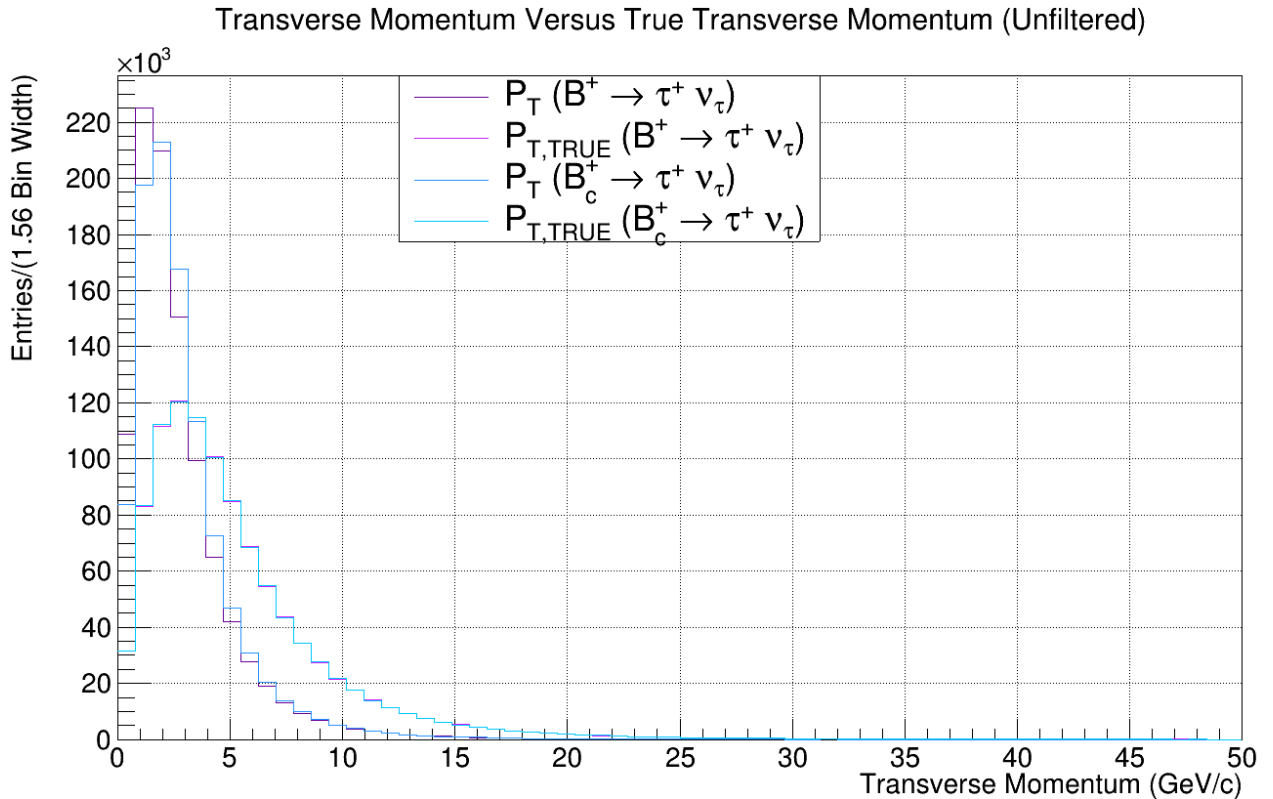 Transverse Momentum Versus True Transverse Momentum (Unfiltered)
×10³
Entries/(1.56 Bin Width)
P_T (B⁺ → τ⁺ ν_τ)
P_T,TRUE (B⁺ → τ⁺ ν_τ)
P_T (B_c⁺ → τ⁺ ν_τ)
P_T,TRUE (B_c⁺ → τ⁺ ν_τ)
220
200
180
160
140
120
100
80
60
40
20
0
0 5 10 15 20 25 30 35 40 45 50
Transverse Momentum (GeV/c)